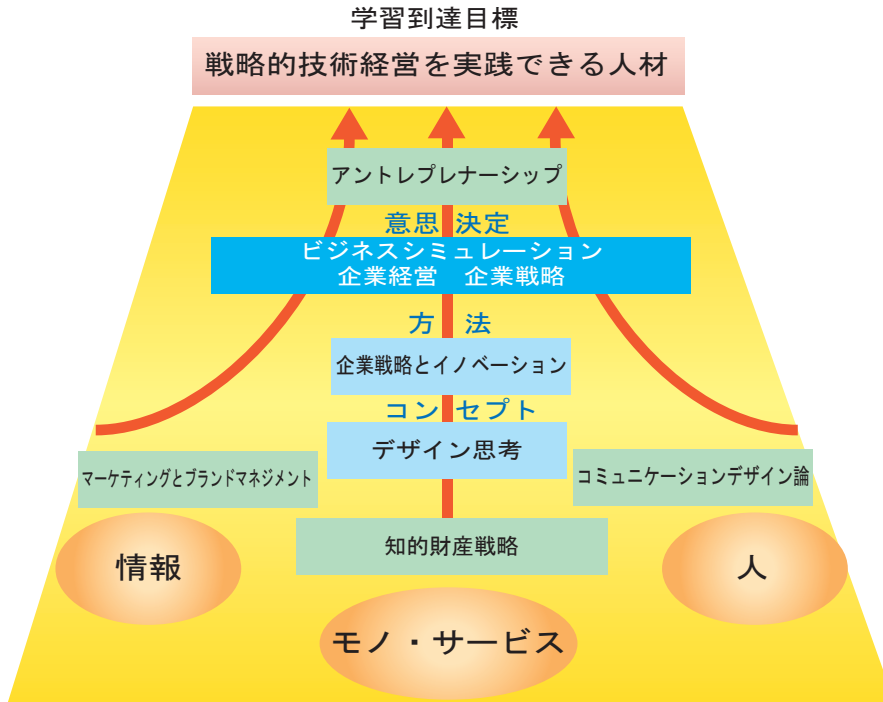 学習到達目標
戦略的技術経営を実践できる人材
アントレプレナーシップ
意思決定
ビジネスシミュレーション
企業経営　企業戦略
方法
企業戦略とイノベーション
コンセプト
デザイン思考
マーケティングとブランドマネジメント
コミュニケーションデザイン論
知的財産戦略
情報
人
モノ・サービス